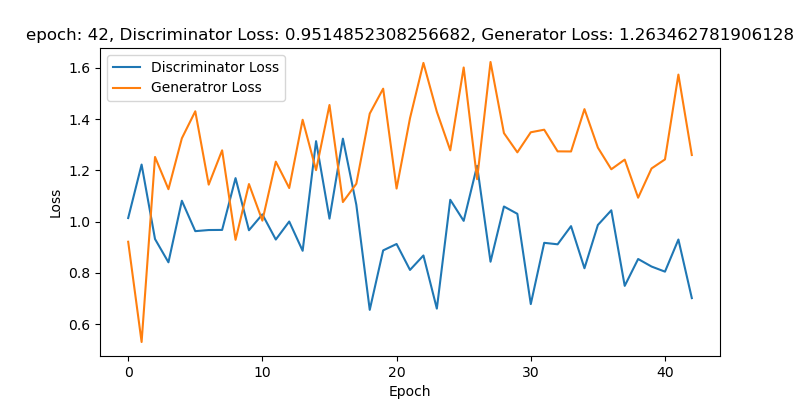 epoch: 42, Discriminator Loss: 0.9514852308256682, Generator Loss: 1.263462781906128
Discriminator Loss
Generatror Loss
1.6
1.4
1.2
1.0
0.8
0.6
Loss
0 10 20 30 40
Epoch